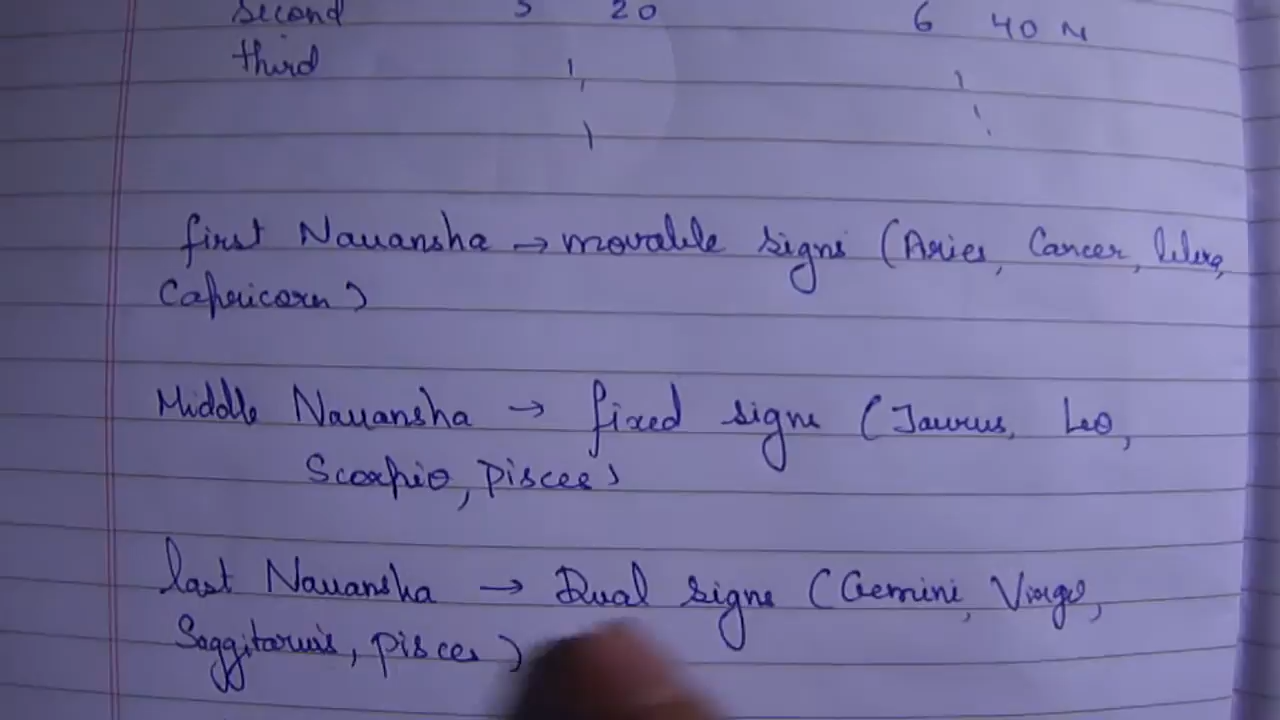 second 3 20 6 40 N
third
first Navansha → movable signs (Aries, Cancer, libra,
Capricorn)
Middle Navansha → fixed signs (Taurus, Leo,
Scorpio, Pisces)
last Navansha → Dual signs (Gemini, Virgo,
Saggitarius, Pisces)